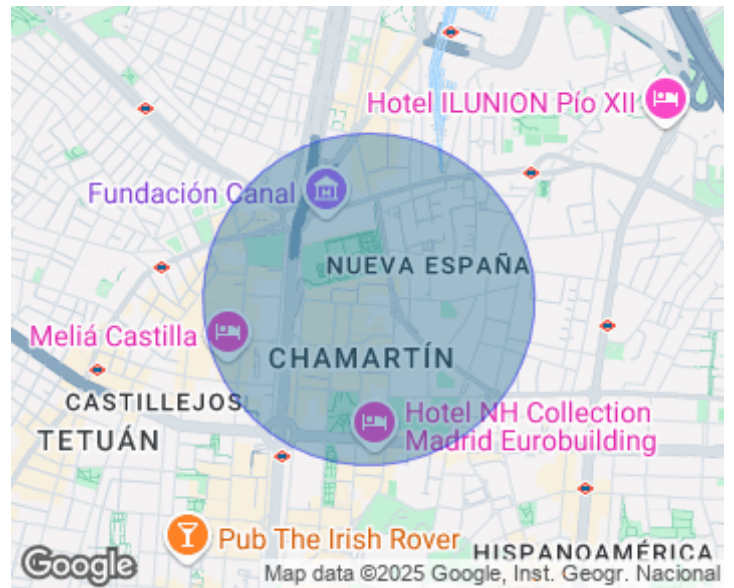 Hotel ILUNION Pío XII
Fundación Canal
NUEVA ESPAÑA
Meliá Castilla
CHAMARTÍN
CASTILLEJOS
TETUÁN
Hotel NH Collection
Madrid Eurobuilding
Pub The Irish Rover
HISPANOAMÉRICA
Google
Map data ©2025 Google, Inst. Geogr. Nacional